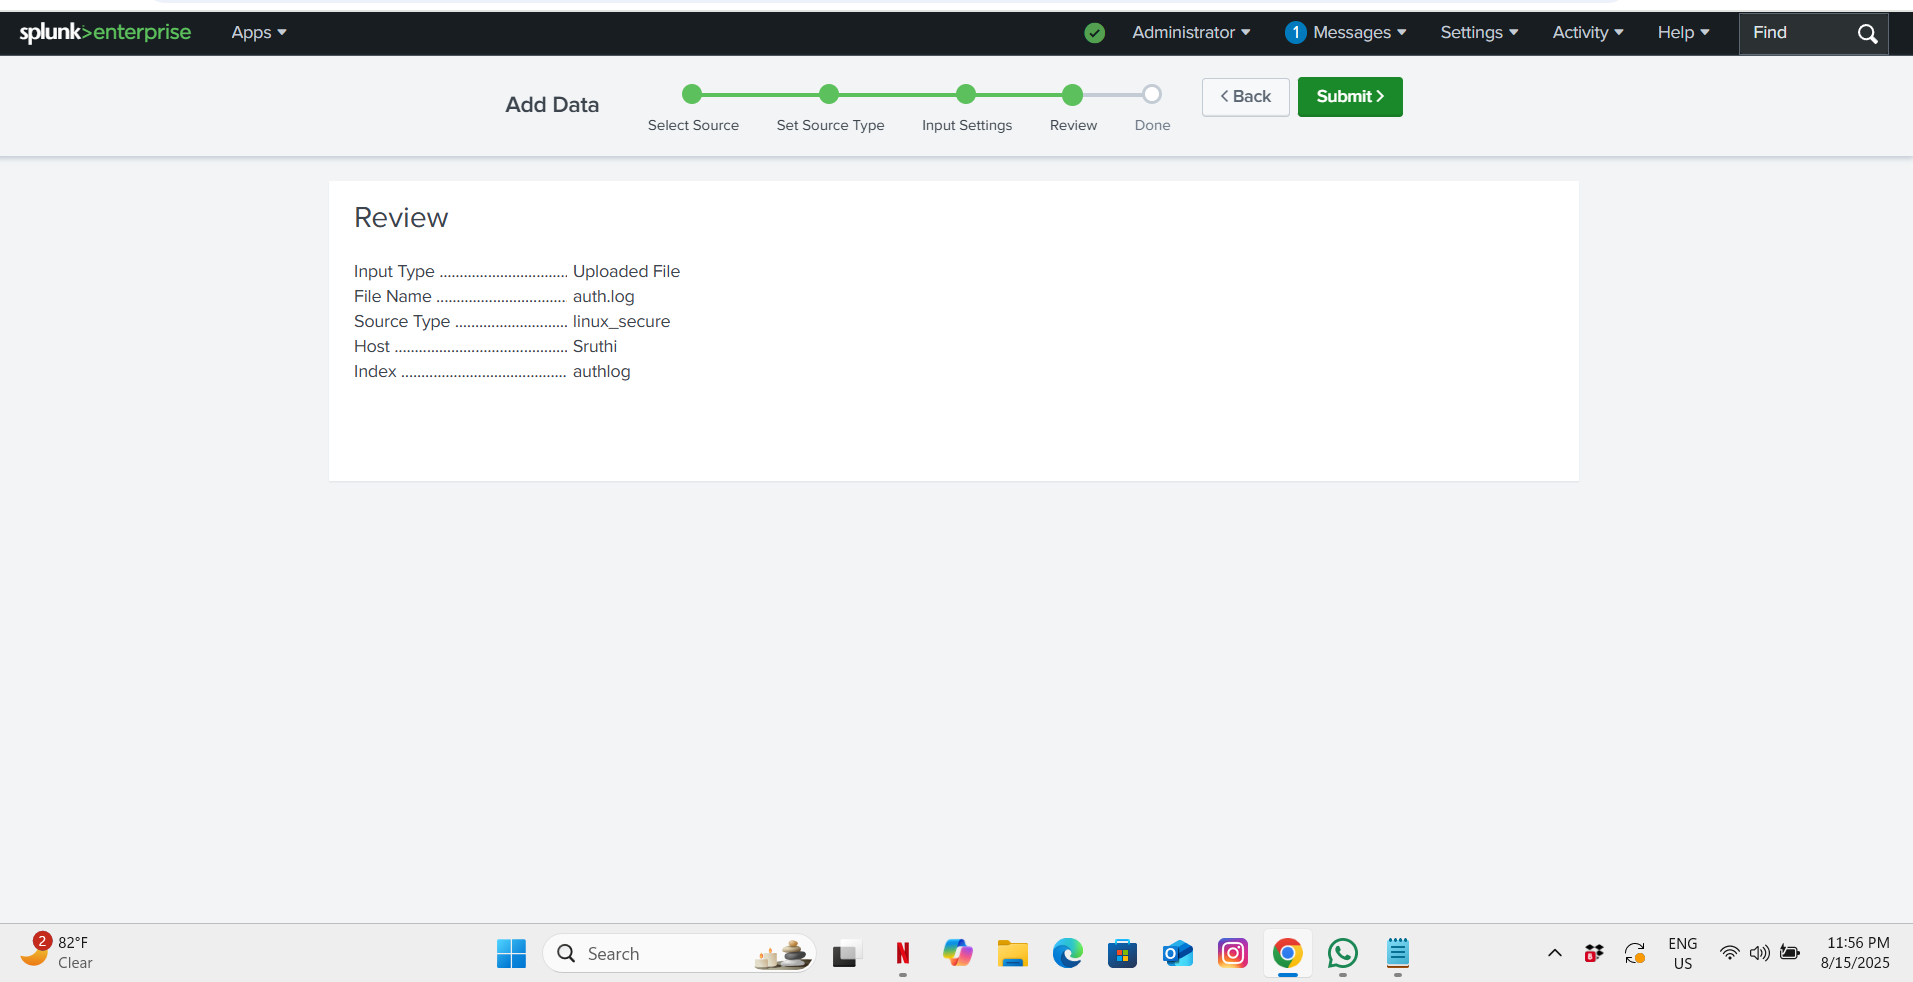 splunk>enterprise Apps Administrator 1 Messages Settings Activity Help Find
Add Data
Select Source Set Source Type Input Settings Review Done
< Back Submit >
Review
Input Type ................................ Uploaded File
File Name ................................ auth.log
Source Type ............................ linux_secure
Host ........................................... Sruthi
Index ......................................... authlog
2 82°F
Clear
Search
N
ENG
US
11:56 PM
8/15/2025